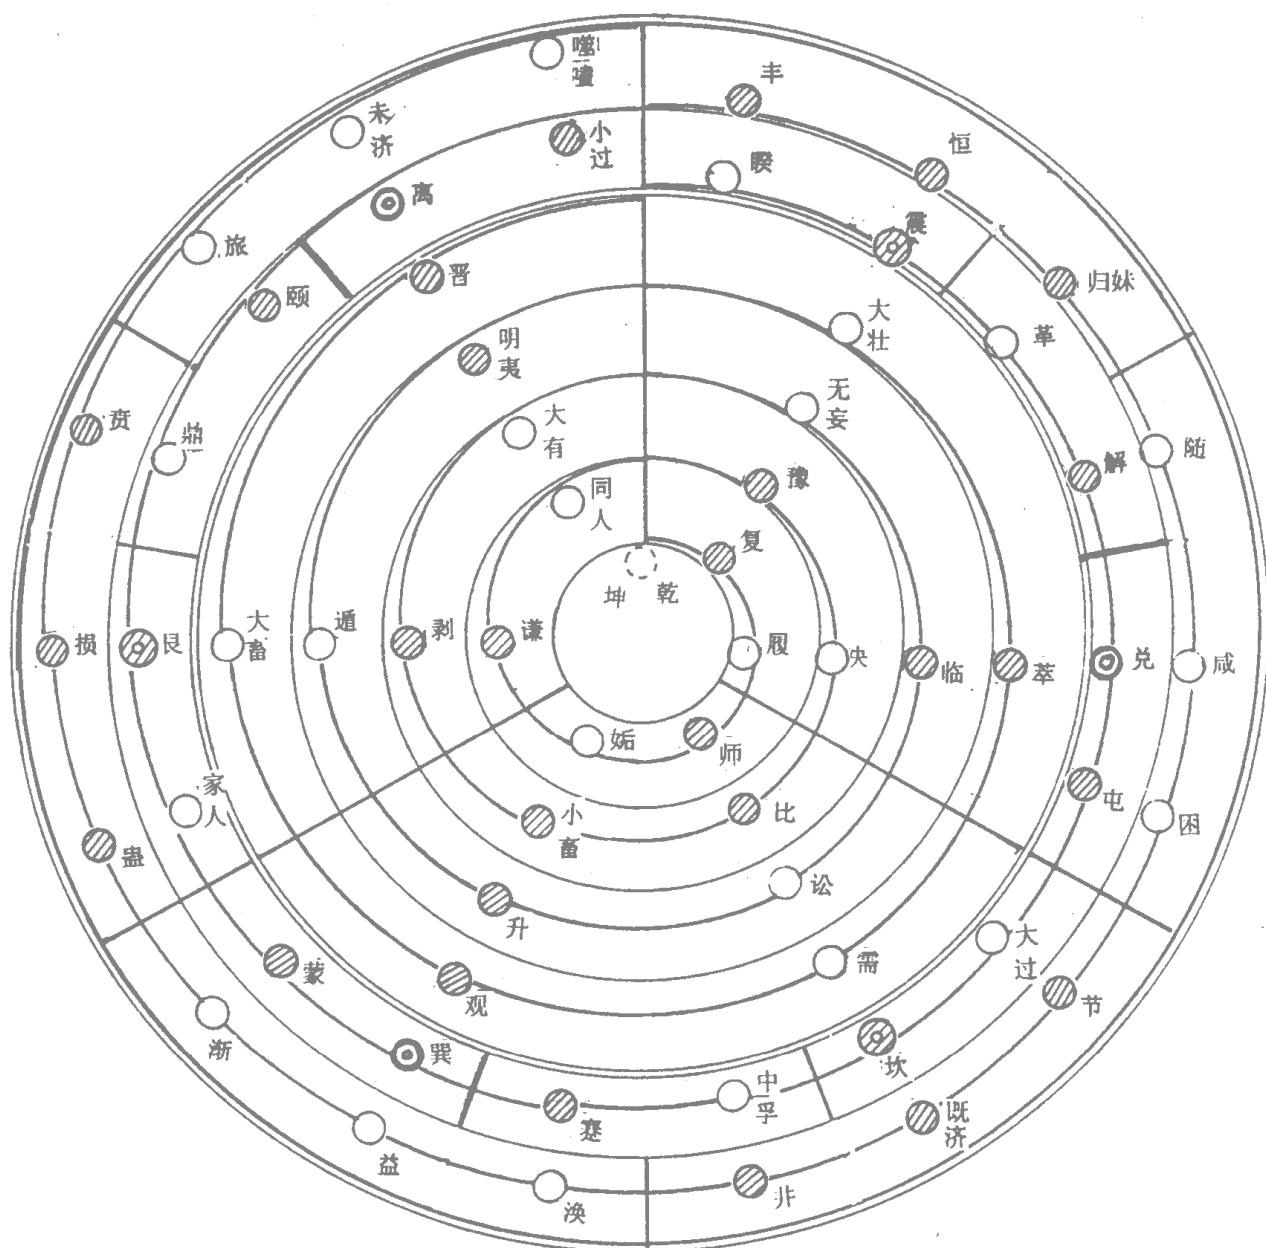 噬
嗑
丰
未
济
小
过
恒
睽
离
震
旅
归妹
晋
颐
大
壮
革
明
夷
无
妄
贲
大
有
鼎
随
解
豫
同
人
复
坤
乾
大
畜
遁
剥
谦
履
夬
临
萃
兑
咸
损
艮
姤
师
家
人
小
畜
比
屯
困
蛊
讼
升
大
过
蒙
观
需
节
渐
巽
坎
中
孚
蹇
既
济
益
井
涣